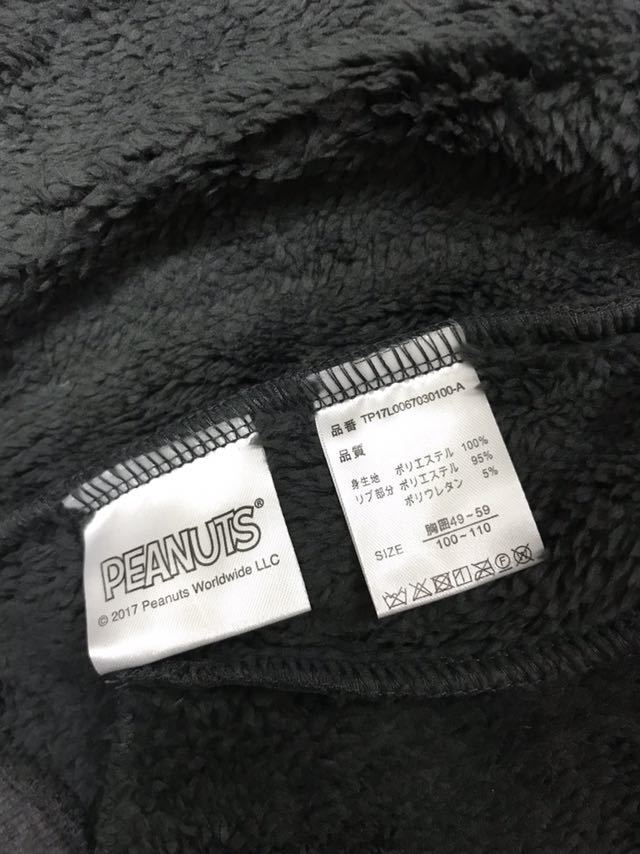 PEANUTS®
© 2017 Peanuts Worldwide LLC
品番 TP17L0067030100-A
品質
身生地 ポリエステル 100%
リブ部分 ポリエステル 95%
ポリウレタン 5%
SIZE 胸囲49~59
100~110